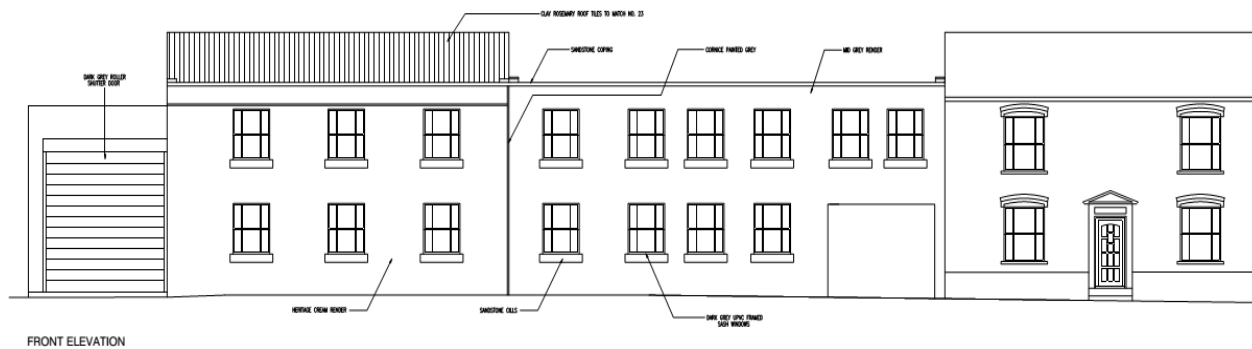 CLAY ROSEMARY ROOF TILES TO MATCH NO. 23
SANDSTONE COPING
CORNICE PAINTED GREY
MID GREY RENDER
DARK GREY ROLLER
SHUTTER DOOR
HERITAGE CREAM RENDER
SANDSTONE CILLS
DARK GREY UPVC FRAMED
SASH WINDOWS
FRONT ELEVATION